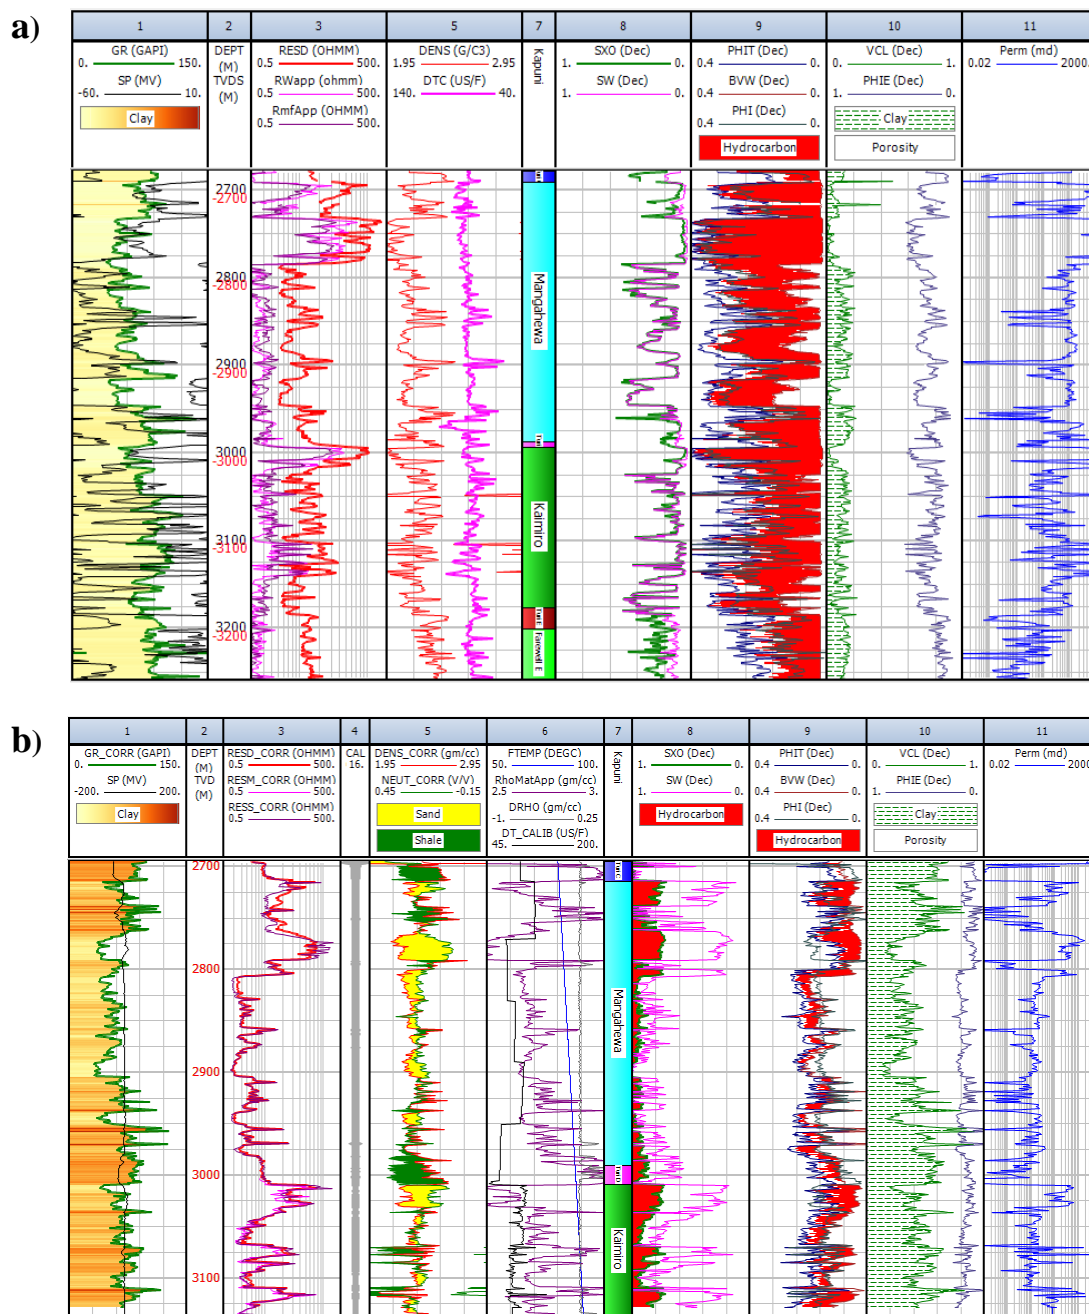 a)
1 2 3 5 7 8 9 10 11
GR (GAPI) DEPT RESD (OHMM) DENS (G/C3) Kapuni SXO (Dec) PHIT (Dec) VCL (Dec) Perm (md)
0. 150. (M) 0.5 500. 1.95 2.95 1. 0. 0.4 0. 0. 1. 0.02 2000.
SP (MV) TVDS RWapp (ohmm) DTC (US/F) SW (Dec) BVW (Dec) PHIE (Dec)
-60. 10. (M) 0.5 500. 140. 40. 1. 0. 0.4 0. 1. 0.
Clay RmfApp (OHMM) PHI (Dec) Clay
0.5 500. 0.4 0.
Hydrocarbon Porosity
2700
-2700
2800
-2800
Mangahewa
2900
-2900
3000
-3000
Kaimiro
3100
-3100
3200
-3200
Farewell E
b)
1 2 3 4 5 6 7 8 9 10 11
GR_CORR (GAPI) DEPT RESD_CORR (OHMM) CAL DENS_CORR (gm/cc) FTEMP (DEGC) Kapuni SXO (Dec) PHIT (Dec) VCL (Dec) Perm (md)
0. 150. (M) 0.5 500. 16. 1.95 2.95 50. 100. 1. 0. 0.4 0. 0. 1. 0.02 2000
SP (MV) TVD RESM_CORR (OHMM) NEUT_CORR (V/V) RhoMatApp (gm/cc) SW (Dec) BVW (Dec) PHIE (Dec)
-200. 200. (M) 0.5 500. 0.45 -0.15 2.5 3. 1. 0. 0.4 0. 1. 0.
Clay RESS_CORR (OHMM) Sand DRHO (gm/cc) Hydrocarbon PHI (Dec) Clay
0.5 500. -1. 0.25 0.4 0.
Shale DT_CALIB (US/F) Hydrocarbon Porosity
45. 200.
2700
2800
Mangahewa
2900
3000
Kaimiro
3100